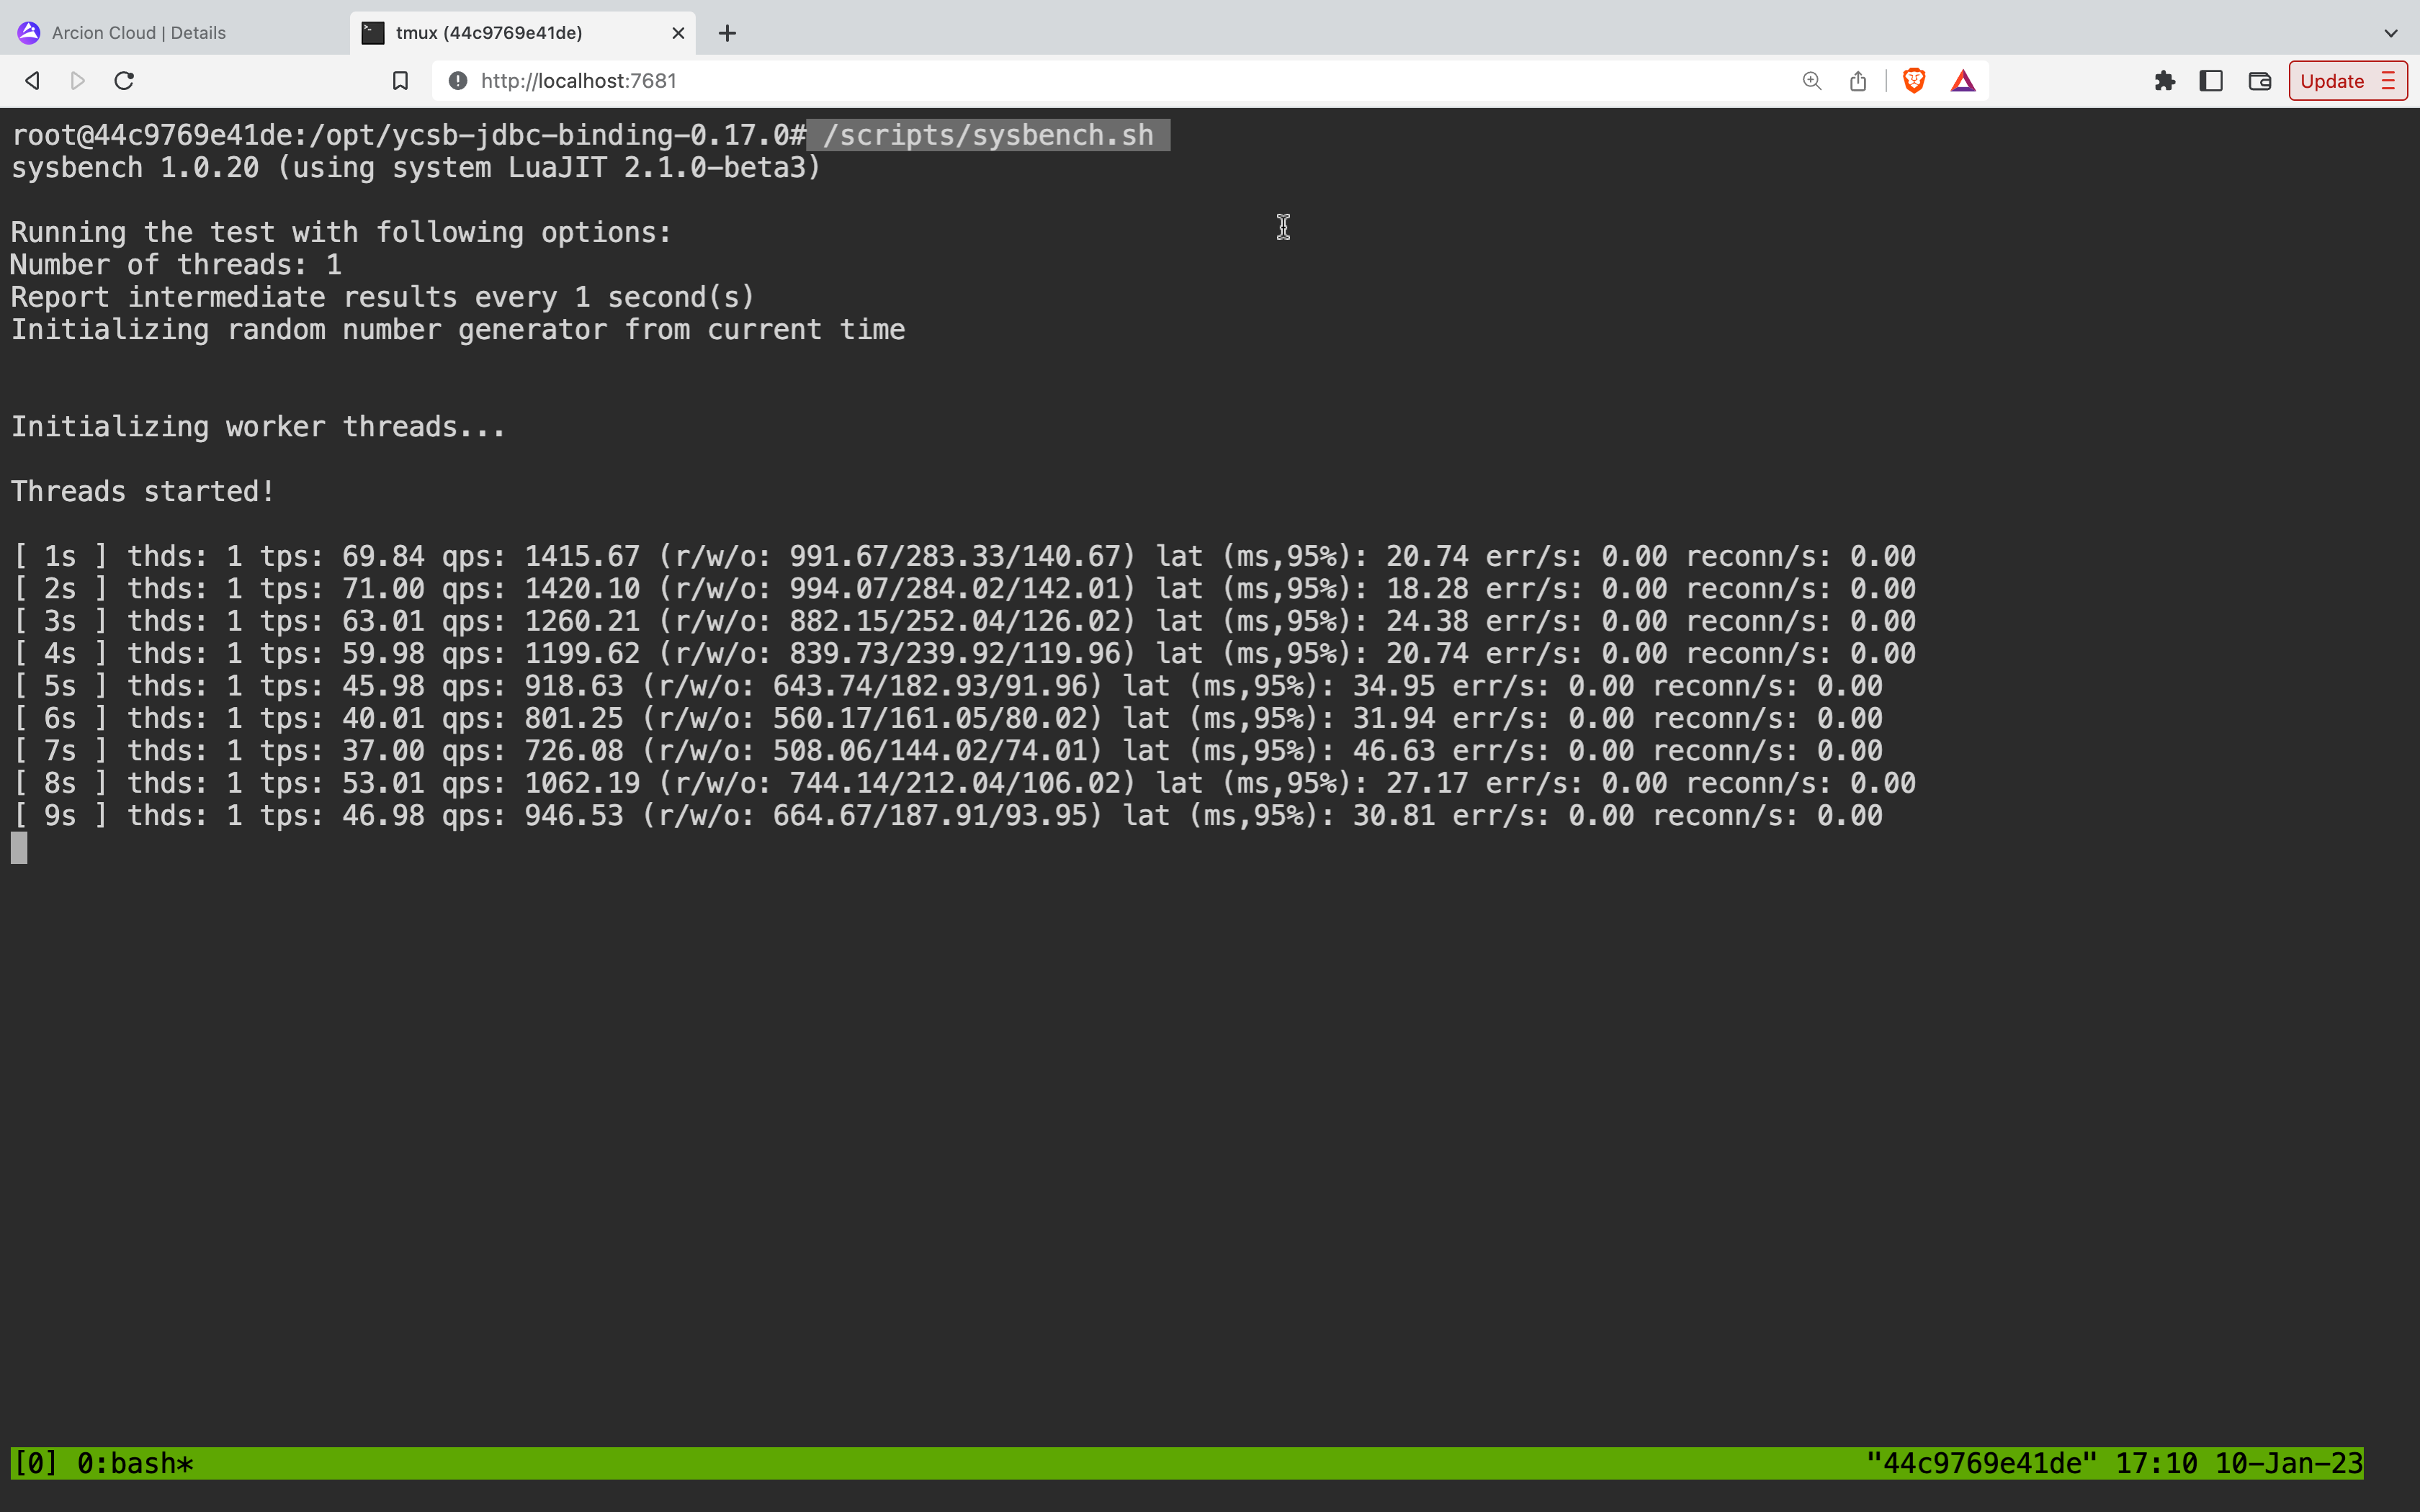 Arcion Cloud | Details
tmux (44c9769e41de)
http://localhost:7681
Update
root@44c9769e41de:/opt/ycsb-jdbc-binding-0.17.0# /scripts/sysbench.sh
sysbench 1.0.20 (using system LuaJIT 2.1.0-beta3)
Running the test with following options:
Number of threads: 1
Report intermediate results every 1 second(s)
Initializing random number generator from current time
Initializing worker threads...
Threads started!
[ 1s ] thds: 1 tps: 69.84 qps: 1415.67 (r/w/o: 991.67/283.33/140.67) lat (ms,95%): 20.74 err/s: 0.00 reconn/s: 0.00
[ 2s ] thds: 1 tps: 71.00 qps: 1420.10 (r/w/o: 994.07/284.02/142.01) lat (ms,95%): 18.28 err/s: 0.00 reconn/s: 0.00
[ 3s ] thds: 1 tps: 63.01 qps: 1260.21 (r/w/o: 882.15/252.04/126.02) lat (ms,95%): 24.38 err/s: 0.00 reconn/s: 0.00
[ 4s ] thds: 1 tps: 59.98 qps: 1199.62 (r/w/o: 839.73/239.92/119.96) lat (ms,95%): 20.74 err/s: 0.00 reconn/s: 0.00
[ 5s ] thds: 1 tps: 45.98 qps: 918.63 (r/w/o: 643.74/182.93/91.96) lat (ms,95%): 34.95 err/s: 0.00 reconn/s: 0.00
[ 6s ] thds: 1 tps: 40.01 qps: 801.25 (r/w/o: 560.17/161.05/80.02) lat (ms,95%): 31.94 err/s: 0.00 reconn/s: 0.00
[ 7s ] thds: 1 tps: 37.00 qps: 726.08 (r/w/o: 508.06/144.02/74.01) lat (ms,95%): 46.63 err/s: 0.00 reconn/s: 0.00
[ 8s ] thds: 1 tps: 53.01 qps: 1062.19 (r/w/o: 744.14/212.04/106.02) lat (ms,95%): 27.17 err/s: 0.00 reconn/s: 0.00
[ 9s ] thds: 1 tps: 46.98 qps: 946.53 (r/w/o: 664.67/187.91/93.95) lat (ms,95%): 30.81 err/s: 0.00 reconn/s: 0.00
[0] 0:bash* "44c9769e41de" 17:10 10-Jan-23